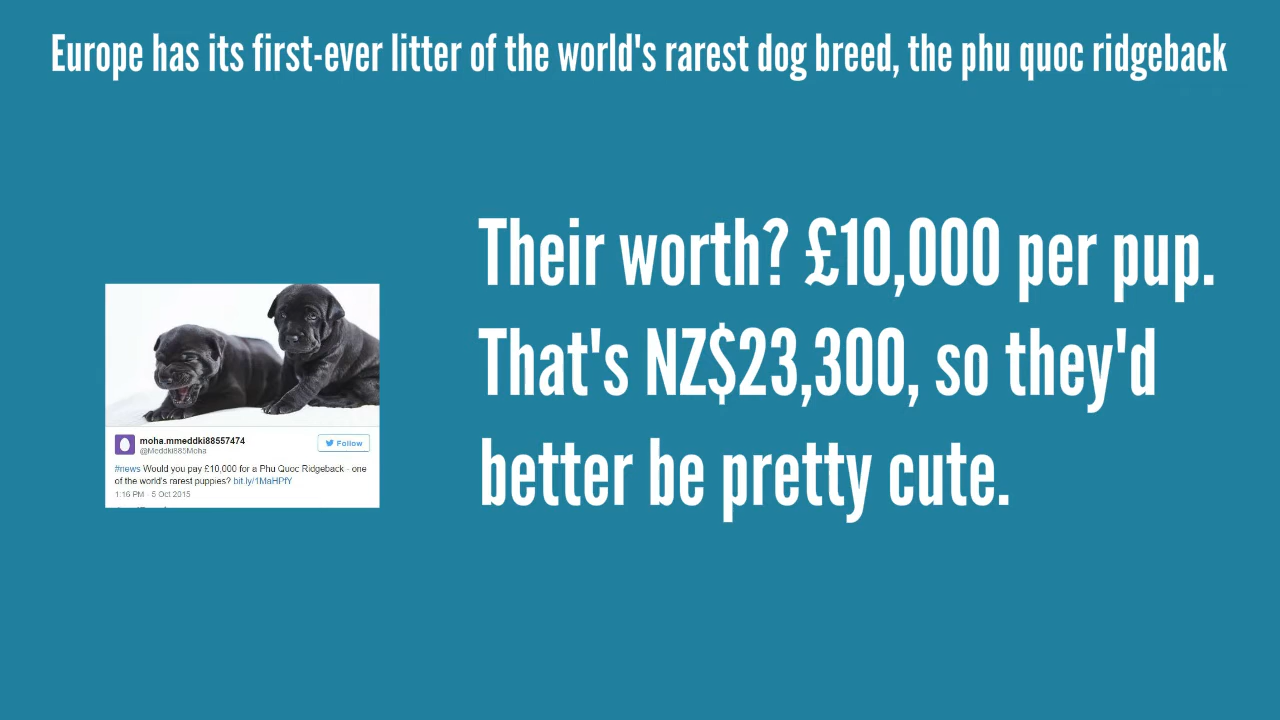 Europe has its first-ever litter of the world's rarest dog breed, the phu quoc ridgeback
Their worth? £10,000 per pup.
That's NZ$23,300, so they'd
better be pretty cute.
moha.mmeddki88557474
@Meddki885Moha
Follow
#news Would you pay £10,000 for a Phu Quoc Ridgeback - one
of the world's rarest puppies? bit.ly/1MaHPfY
1:16 PM - 5 Oct 2015